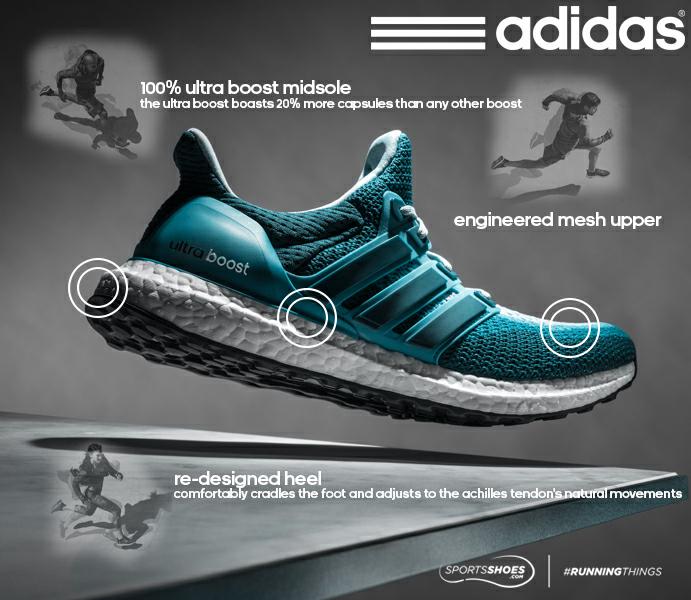 adidas®
100% ultra boost midsole
the ultra boost boasts 20% more capsules than any other boost
engineered mesh upper
ultra boost
re-designed heel
comfortably cradles the foot and adjusts to the achilles tendon's natural movements
SPORTSSHOES
.COM
#RUNNINGTHINGS